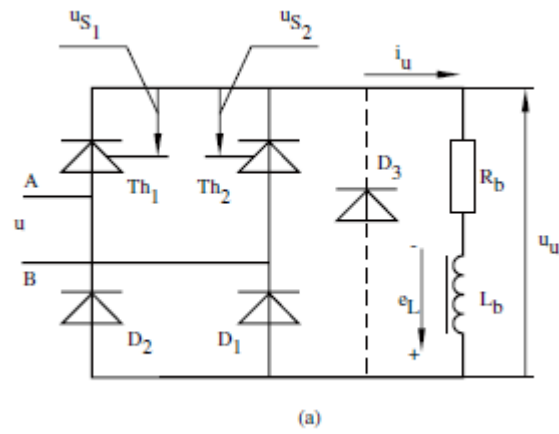 uS1
uS2
iu
A
Th1
Th2
D3
Rb
u
uu
B
-
eL
Lb
D2
D1
+
(a)